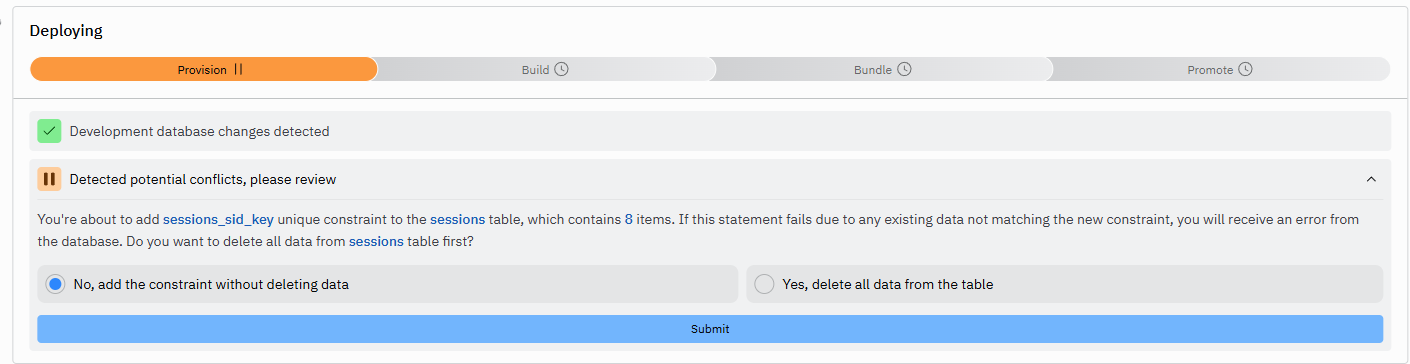 Deploying
Provision
Build
Bundle
Promote
Development database changes detected
Detected potential conflicts, please review
You're about to add sessions_sid_key unique constraint to the sessions table, which contains 8 items. If this statement fails due to any existing data not matching the new constraint, you will receive an error from
the database. Do you want to delete all data from sessions table first?
No, add the constraint without deleting data
Yes, delete all data from the table
Submit